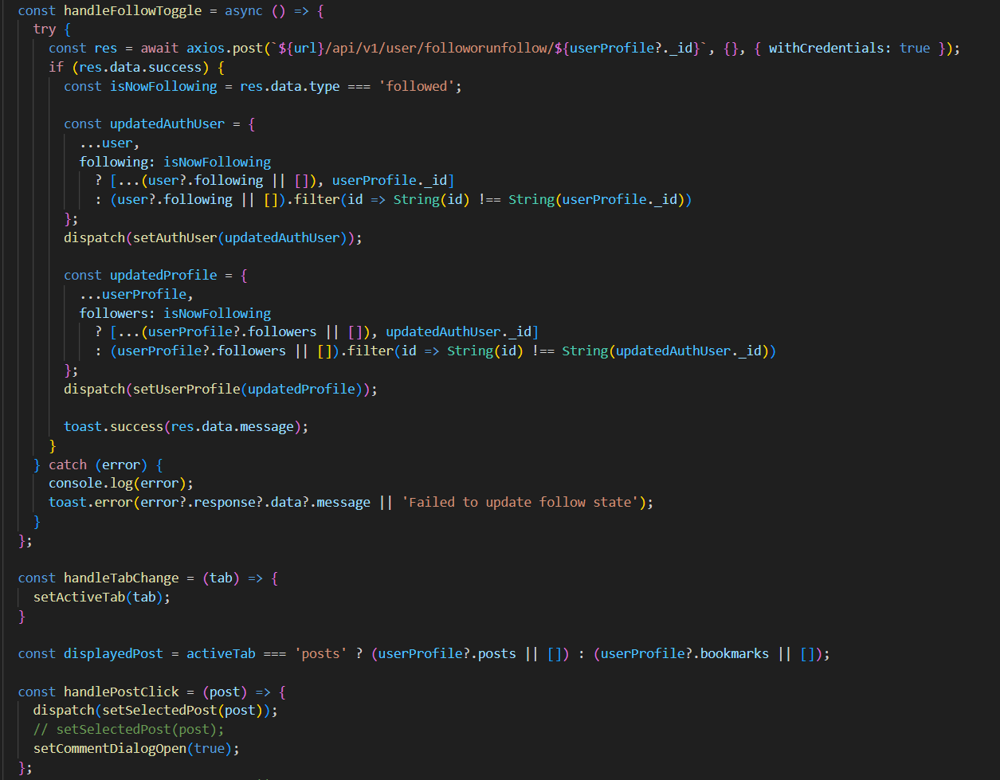 const handleFollowToggle = async () => {
try {
const res = await axios.post(`${url}/api/v1/user/followorunfollow/${userProfile?._id}`, {}, { withCredentials: true });
if (res.data.success) {
const isNowFollowing = res.data.type === 'followed';
const updatedAuthUser = {
...user,
following: isNowFollowing
? [...(user?.following || []), userProfile._id]
: (user?.following || []).filter(id => String(id) !== String(userProfile._id))
};
dispatch(setAuthUser(updatedAuthUser));
const updatedProfile = {
...userProfile,
followers: isNowFollowing
? [...(userProfile?.followers || []), updatedAuthUser._id]
: (userProfile?.followers || []).filter(id => String(id) !== String(updatedAuthUser._id))
};
dispatch(setUserProfile(updatedProfile));
toast.success(res.data.message);
}
} catch (error) {
console.log(error);
toast.error(error?.response?.data?.message || 'Failed to update follow state');
}
};
const handleTabChange = (tab) => {
setActiveTab(tab);
}
const displayedPost = activeTab === 'posts' ? (userProfile?.posts || []) : (userProfile?.bookmarks || []);
const handlePostClick = (post) => {
dispatch(setSelectedPost(post));
// setSelectedPost(post);
setCommentDialogOpen(true);
};